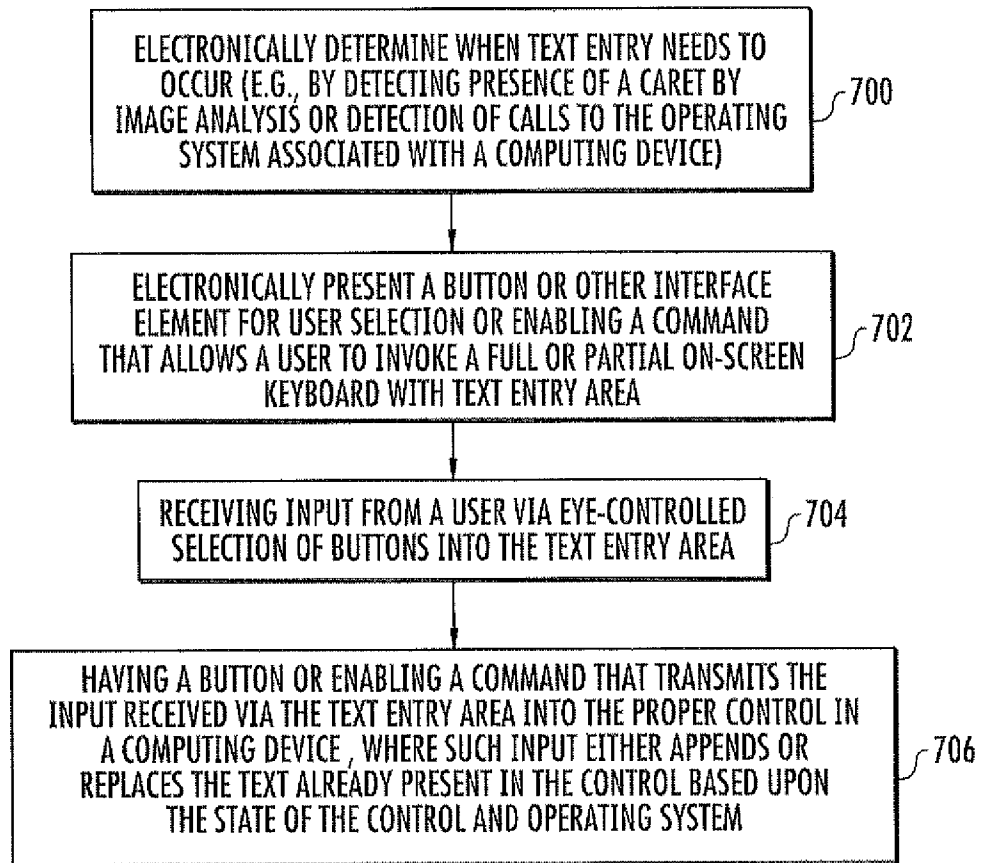 ELECTRONICALLY DETERMINE WHEN TEXT ENTRY NEEDS TO
OCCUR (E.G., BY DETECTING PRESENCE OF A CARET BY
IMAGE ANALYSIS OR DETECTION OF CALLS TO THE OPERATING
SYSTEM ASSOCIATED WITH A COMPUTING DEVICE)
700
ELECTRONICALLY PRESENT A BUTTON OR OTHER INTERFACE
ELEMENT FOR USER SELECTION OR ENABLING A COMMAND
THAT ALLOWS A USER TO INVOKE A FULL OR PARTIAL ON-SCREEN
KEYBOARD WITH TEXT ENTRY AREA
702
RECEIVING INPUT FROM A USER VIA EYE-CONTROLLED
SELECTION OF BUTTONS INTO THE TEXT ENTRY AREA
704
HAVING A BUTTON OR ENABLING A COMMAND THAT TRANSMITS THE
INPUT RECEIVED VIA THE TEXT ENTRY AREA INTO THE PROPER CONTROL IN
A COMPUTING DEVICE , WHERE SUCH INPUT EITHER APPENDS OR
REPLACES THE TEXT ALREADY PRESENT IN THE CONTROL BASED UPON
THE STATE OF THE CONTROL AND OPERATING SYSTEM
706